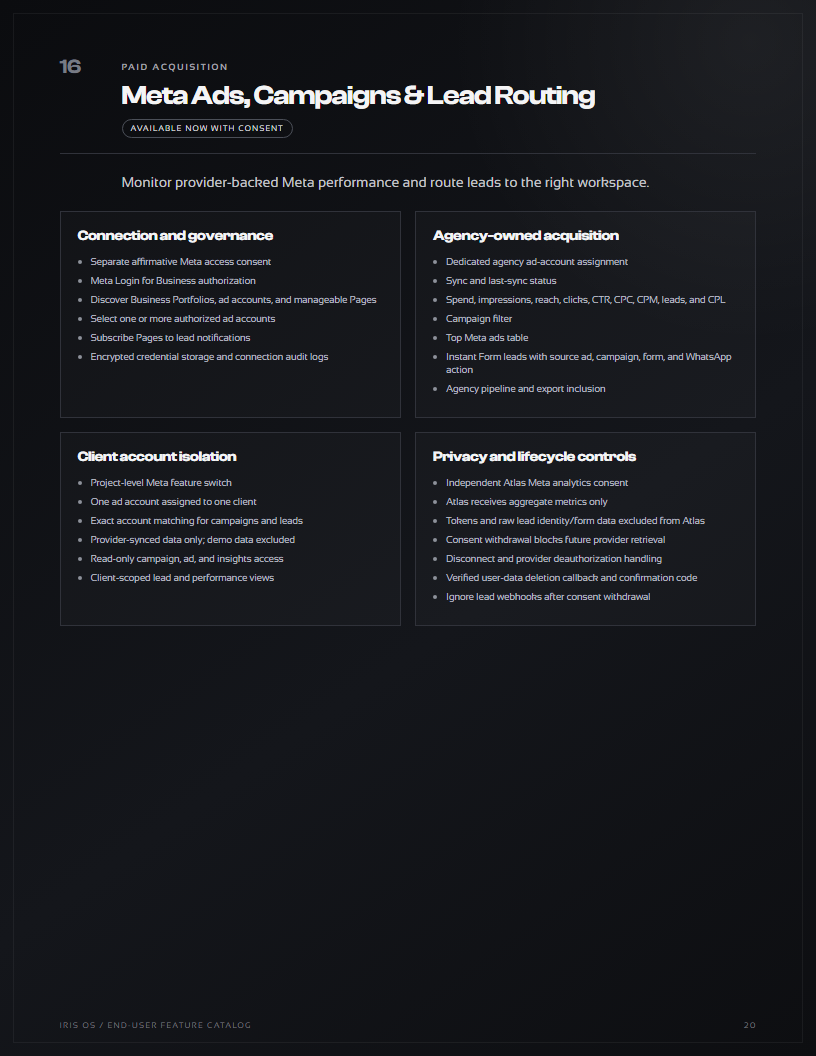 16
PAID ACQUISITION
Meta Ads, Campaigns & Lead Routing
AVAILABLE NOW WITH CONSENT
Monitor provider-backed Meta performance and route leads to the right workspace.
Connection and governance
Separate affirmative Meta access consent
Meta Login for Business authorization
Discover Business Portfolios, ad accounts, and manageable Pages
Select one or more authorized ad accounts
Subscribe Pages to lead notifications
Encrypted credential storage and connection audit logs
Agency-owned acquisition
Dedicated agency ad-account assignment
Sync and last-sync status
Spend, impressions, reach, clicks, CTR, CPC, CPM, leads, and CPL
Campaign filter
Top Meta ads table
Instant Form leads with source ad, campaign, form, and WhatsApp
action
Agency pipeline and export inclusion
Client account isolation
Project-level Meta feature switch
One ad account assigned to one client
Exact account matching for campaigns and leads
Provider-synced data only; demo data excluded
Read-only campaign, ad, and insights access
Client-scoped lead and performance views
Privacy and lifecycle controls
Independent Atlas Meta analytics consent
Atlas receives aggregate metrics only
Tokens and raw lead identity/form data excluded from Atlas
Consent withdrawal blocks future provider retrieval
Disconnect and provider deauthorization handling
Verified user-data deletion callback and confirmation code
Ignore lead webhooks after consent withdrawal
IRIS OS / END-USER FEATURE CATALOG
20